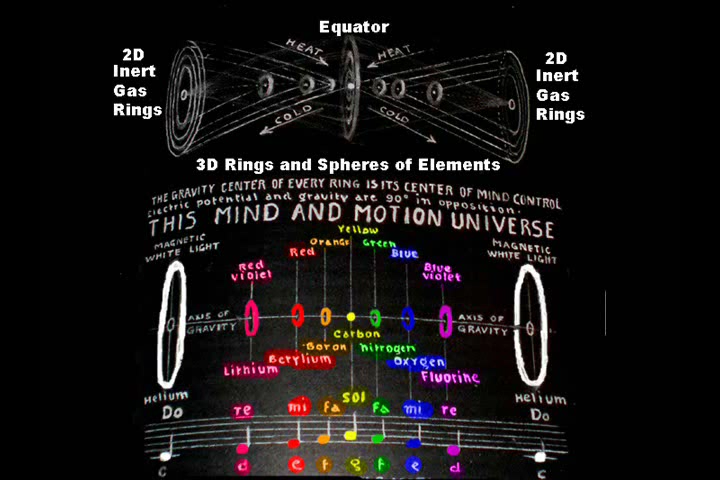 Equator
2D
Inert
Gas
Rings
HEAT
HEAT
2D
Inert
Gas
Rings
COLD
COLD
3D Rings and Spheres of Elements
THE GRAVITY CENTER OF EVERY RING IS ITS CENTER OF MIND CONTROL
Electric potential and gravity are 90° in opposition.
THIS MIND AND MOTION UNIVERSE
MAGNETIC
WHITE LIGHT
Yellow
Orange Green
Red
Blue
MAGNETIC
WHITE LIGHT
Red
violet
Blue
violet
AXIS OF
GRAVITY
AXIS OF
GRAVITY
Carbon
Boron Nitrogen
Berylium Oxygen
Lithium Fluorine
Helium
Do
re mi fa sol fa mi re
Helium
Do
C d e f g f e d C